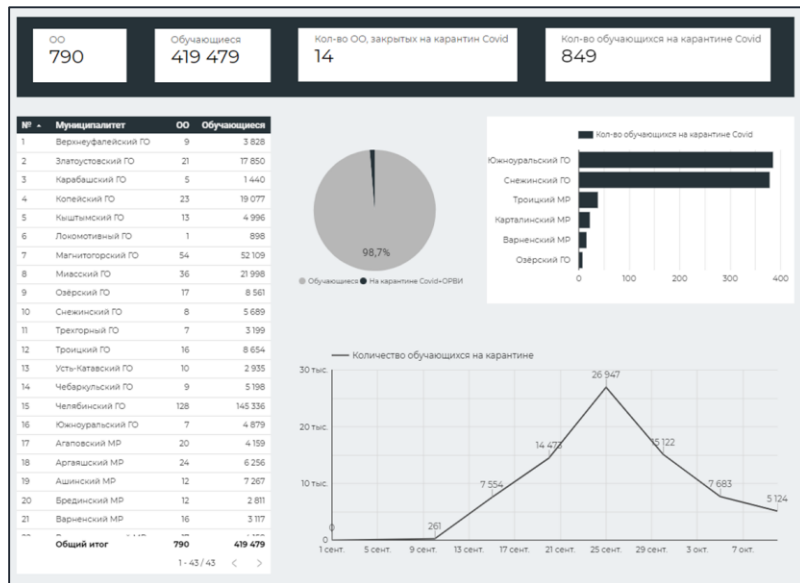 ОО
790
Обучающиеся
419 479
Кол-во ОО, закрытых на карантин Covid
14
Кол-во обучающихся на карантине Covid
849
№ Муниципалитет ОО Обучающиеся
1 Верхнеуфалейский ГО 9 3 828
2 Златоустовский ГО 21 17 850
3 Карабашский ГО 5 1 440
4 Копейский ГО 23 19 077
5 Кыштымский ГО 13 4 996
6 Локомотивный ГО 1 898
7 Магнитогорский ГО 54 52 109
8 Миасский ГО 36 21 998
9 Озёрский ГО 17 8 561
10 Снежинский ГО 8 5 689
11 Трехгорный ГО 7 3 199
12 Троицкий ГО 16 8 654
13 Усть-Катавский ГО 10 2 935
14 Чебаркульский ГО 9 5 198
15 Челябинский ГО 128 145 336
16 Южноуральский ГО 7 4 879
17 Агаповский МР 20 4 159
18 Аргаяшский МР 24 6 256
19 Ашинский МР 12 7 267
20 Брединский МР 12 2 811
21 Варненский МР 16 3 117
Общий итог 790 419 479
1 - 43 / 43
98,7%
Обучающиеся На карантине Covid+ОРВИ
Кол-во обучающихся на карантине Covid
Южноуральский ГО
Снежинский ГО
Троицкий МР
Карталинский МР
Варненский МР
Озёрский ГО
0 100 200 300 400
Количество обучающихся на карантине
30 тыс.
20 тыс.
10 тыс.
0
0
261
7 554
14 473
26 947
15 122
7 683
5 124
1 сент. 5 сент. 9 сент. 13 сент. 17 сент. 21 сент. 25 сент. 29 сент. 3 окт. 7 окт.